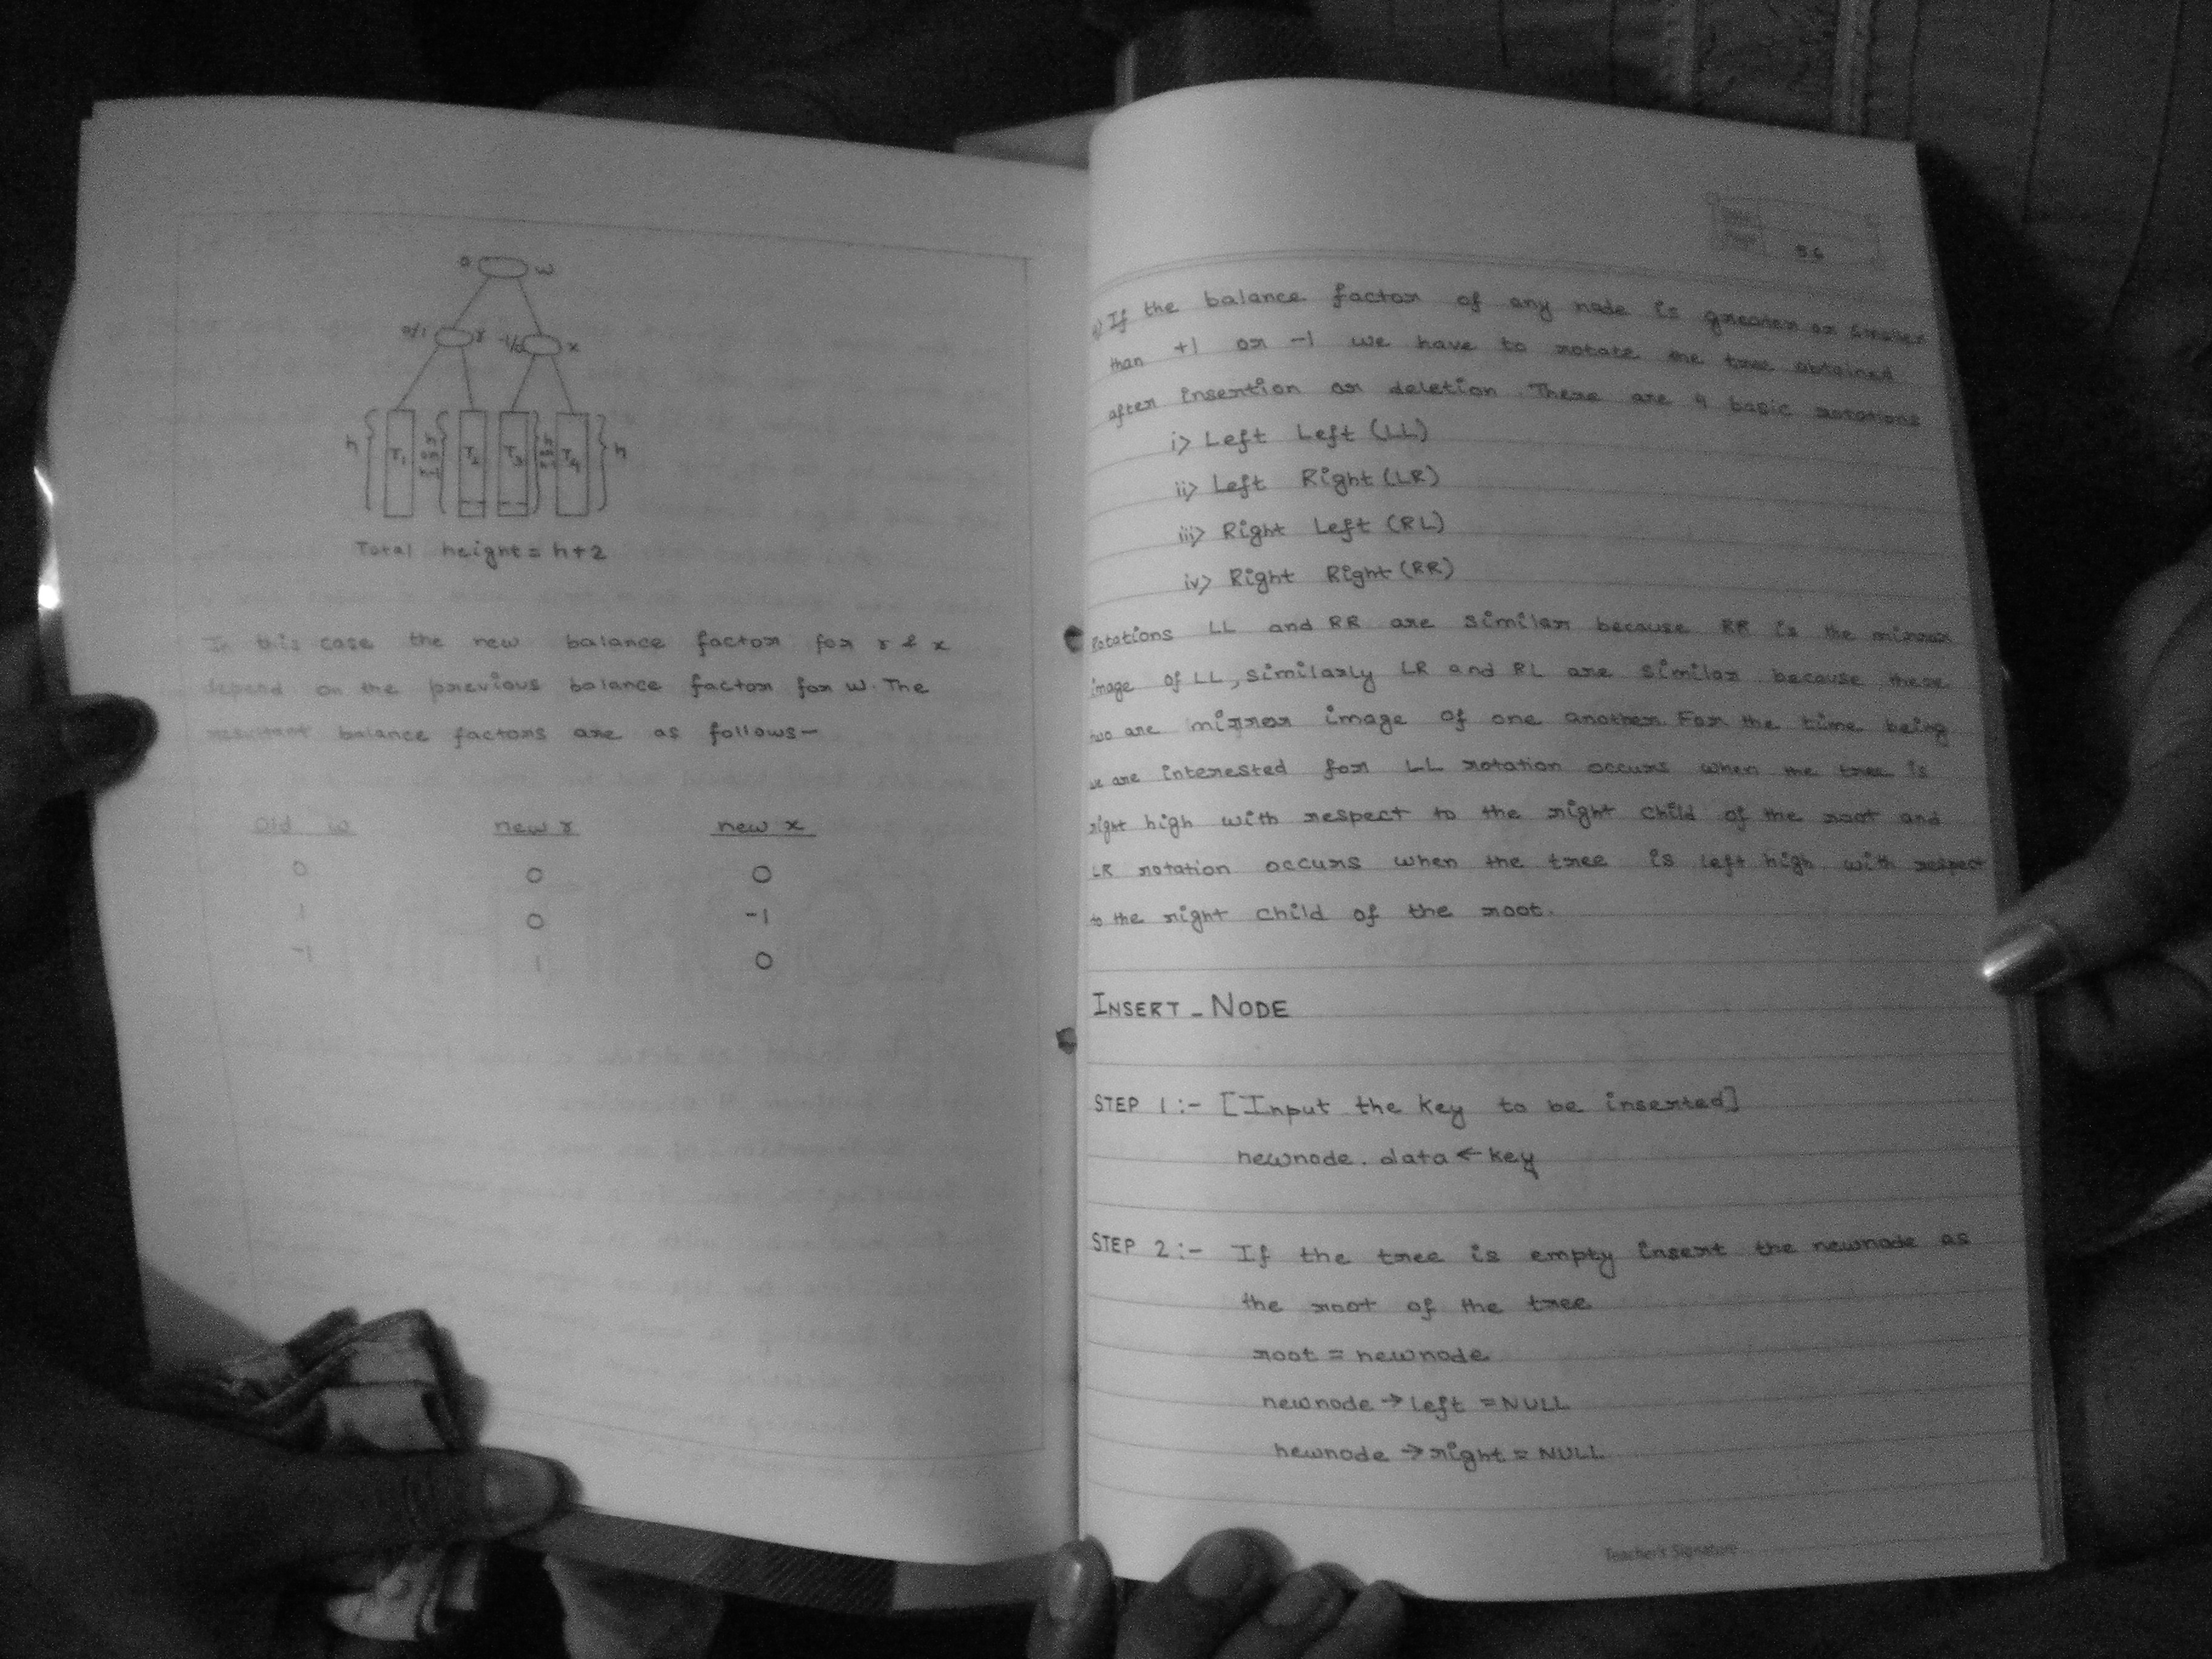 0 w
0/1 r -1/0 x
h T1 h or h-1 T2 T3 h or h-1 T4 h
Total height = h+2
In this case the new balance factor for r & x
depend on the previous balance factor for w. The
resultant balance factors are as follows-
Old w new r new x
0 0 0
1 0 -1
-1 1 0
56
If the balance factor of any node is greater or smaller
than +1 or -1 we have to rotate the tree obtained
after insertion or deletion. There are 4 basic rotations
i> Left Left (LL)
ii> Left Right (LR)
iii> Right Left (RL)
iv> Right Right (RR)
Rotations LL and RR are similar because RR is the mirror
image of LL, similarly LR and RL are similar because these
two are mirror image of one another. For the time being
we are interested for LL rotation occurs when the tree is
right high with respect to the right child of the root and
LR rotation occurs when the tree is left high with respect
to the right child of the root.
INSERT_NODE
STEP 1:- [Input the key to be inserted]
newnode.data ← key
STEP 2:- If the tree is empty insert the newnode as
the root of the tree
root = newnode
newnode → left = NULL
newnode → right = NULL
Teacher's Signature